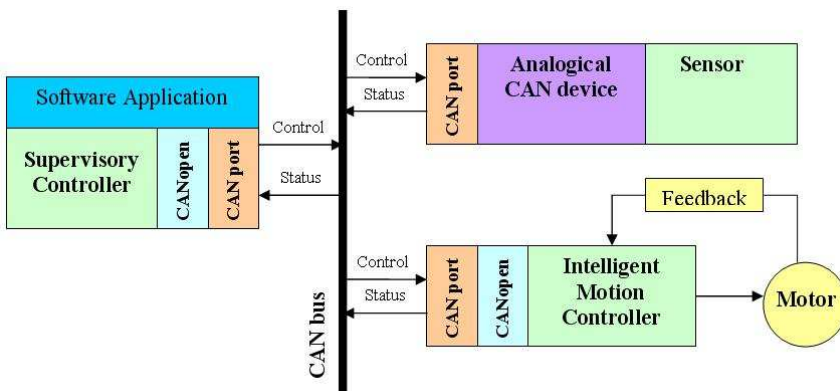 Software Application
Supervisory
Controller
CANopen
CAN port
Control
Status
CAN bus
Control
Status
CAN port
Analogical
CAN device
Sensor
Feedback
Control
Status
CAN port
CANopen
Intelligent
Motion
Controller
Motor